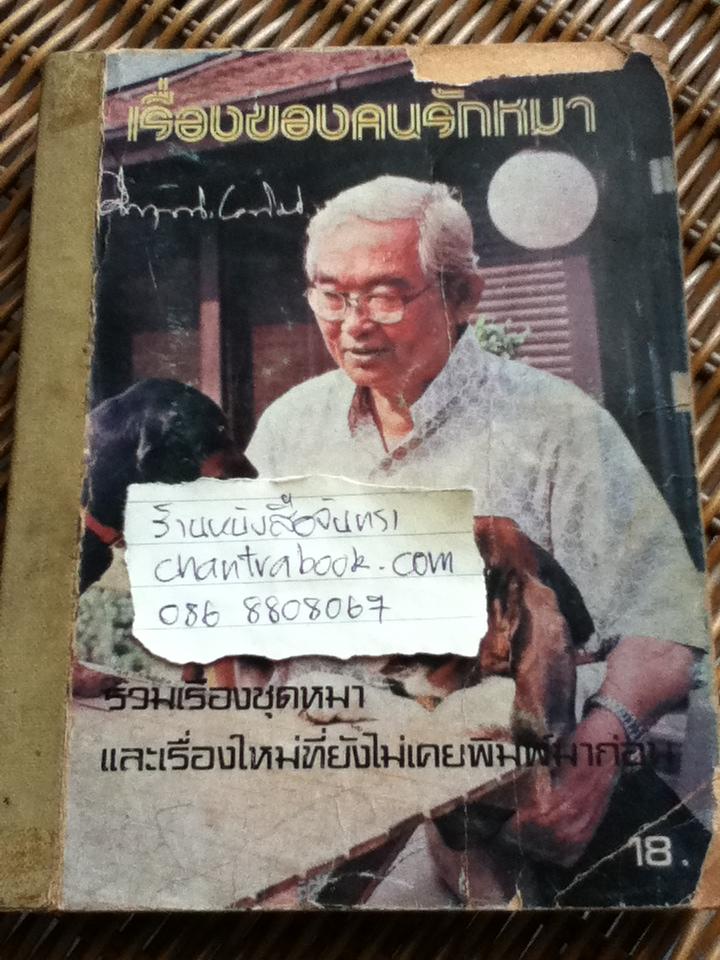 เรื่องของคนรักหมา
ร้านหนังสือจันทรา
chantrabook.com
086 8808067
รวมเรื่องชุดหมา
และเรื่องใหม่ที่ยังไม่เคยพิมพ์มาก่อน
18.